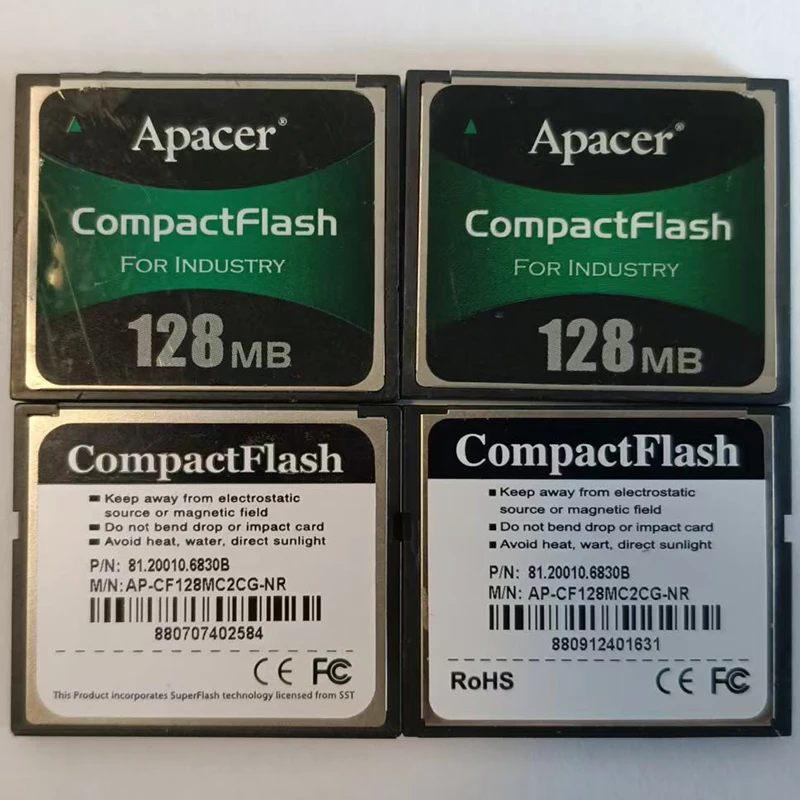 Apacer®
CompactFlash
FOR INDUSTRY
128 MB
Apacer®
CompactFlash
FOR INDUSTRY
128 MB
CompactFlash
Keep away from electrostatic
source or magnetic field
Do not bend drop or impact card
Avoid heat, water, direct sunlight
P/N: 81.20010.6830B
M/N: AP-CF128MC2CG-NR
880707402584
CE FC
This Product incorporates SuperFlash technology licensed from SST
CompactFlash
Keep away from electrostatic
source or magnetic field
Do not bend drop or impact card
Avoid heat, wart, direct sunlight
P/N: 81.20010.6830B
M/N: AP-CF128MC2CG-NR
880912401631
RoHS CE FC